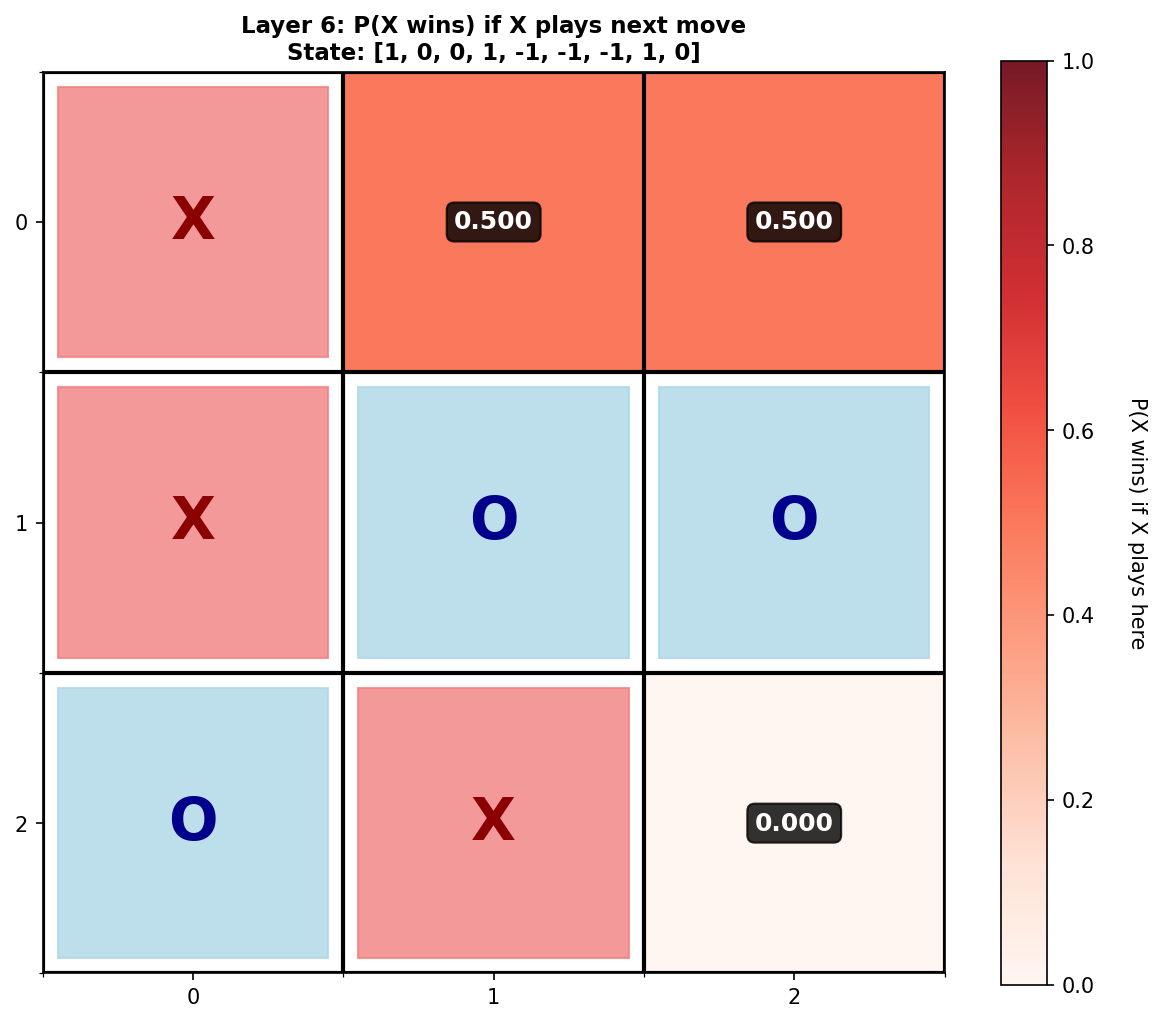 Layer 6: P(X wins) if X plays next move
State: [1, 0, 0, 1, -1, -1, -1, 1, 0]
0
X
0.500
0.500
1
X
O
O
2
O
X
0.000
0
1
2
1.0
0.8
0.6
0.4
0.2
0.0
P(X wins) if X plays here